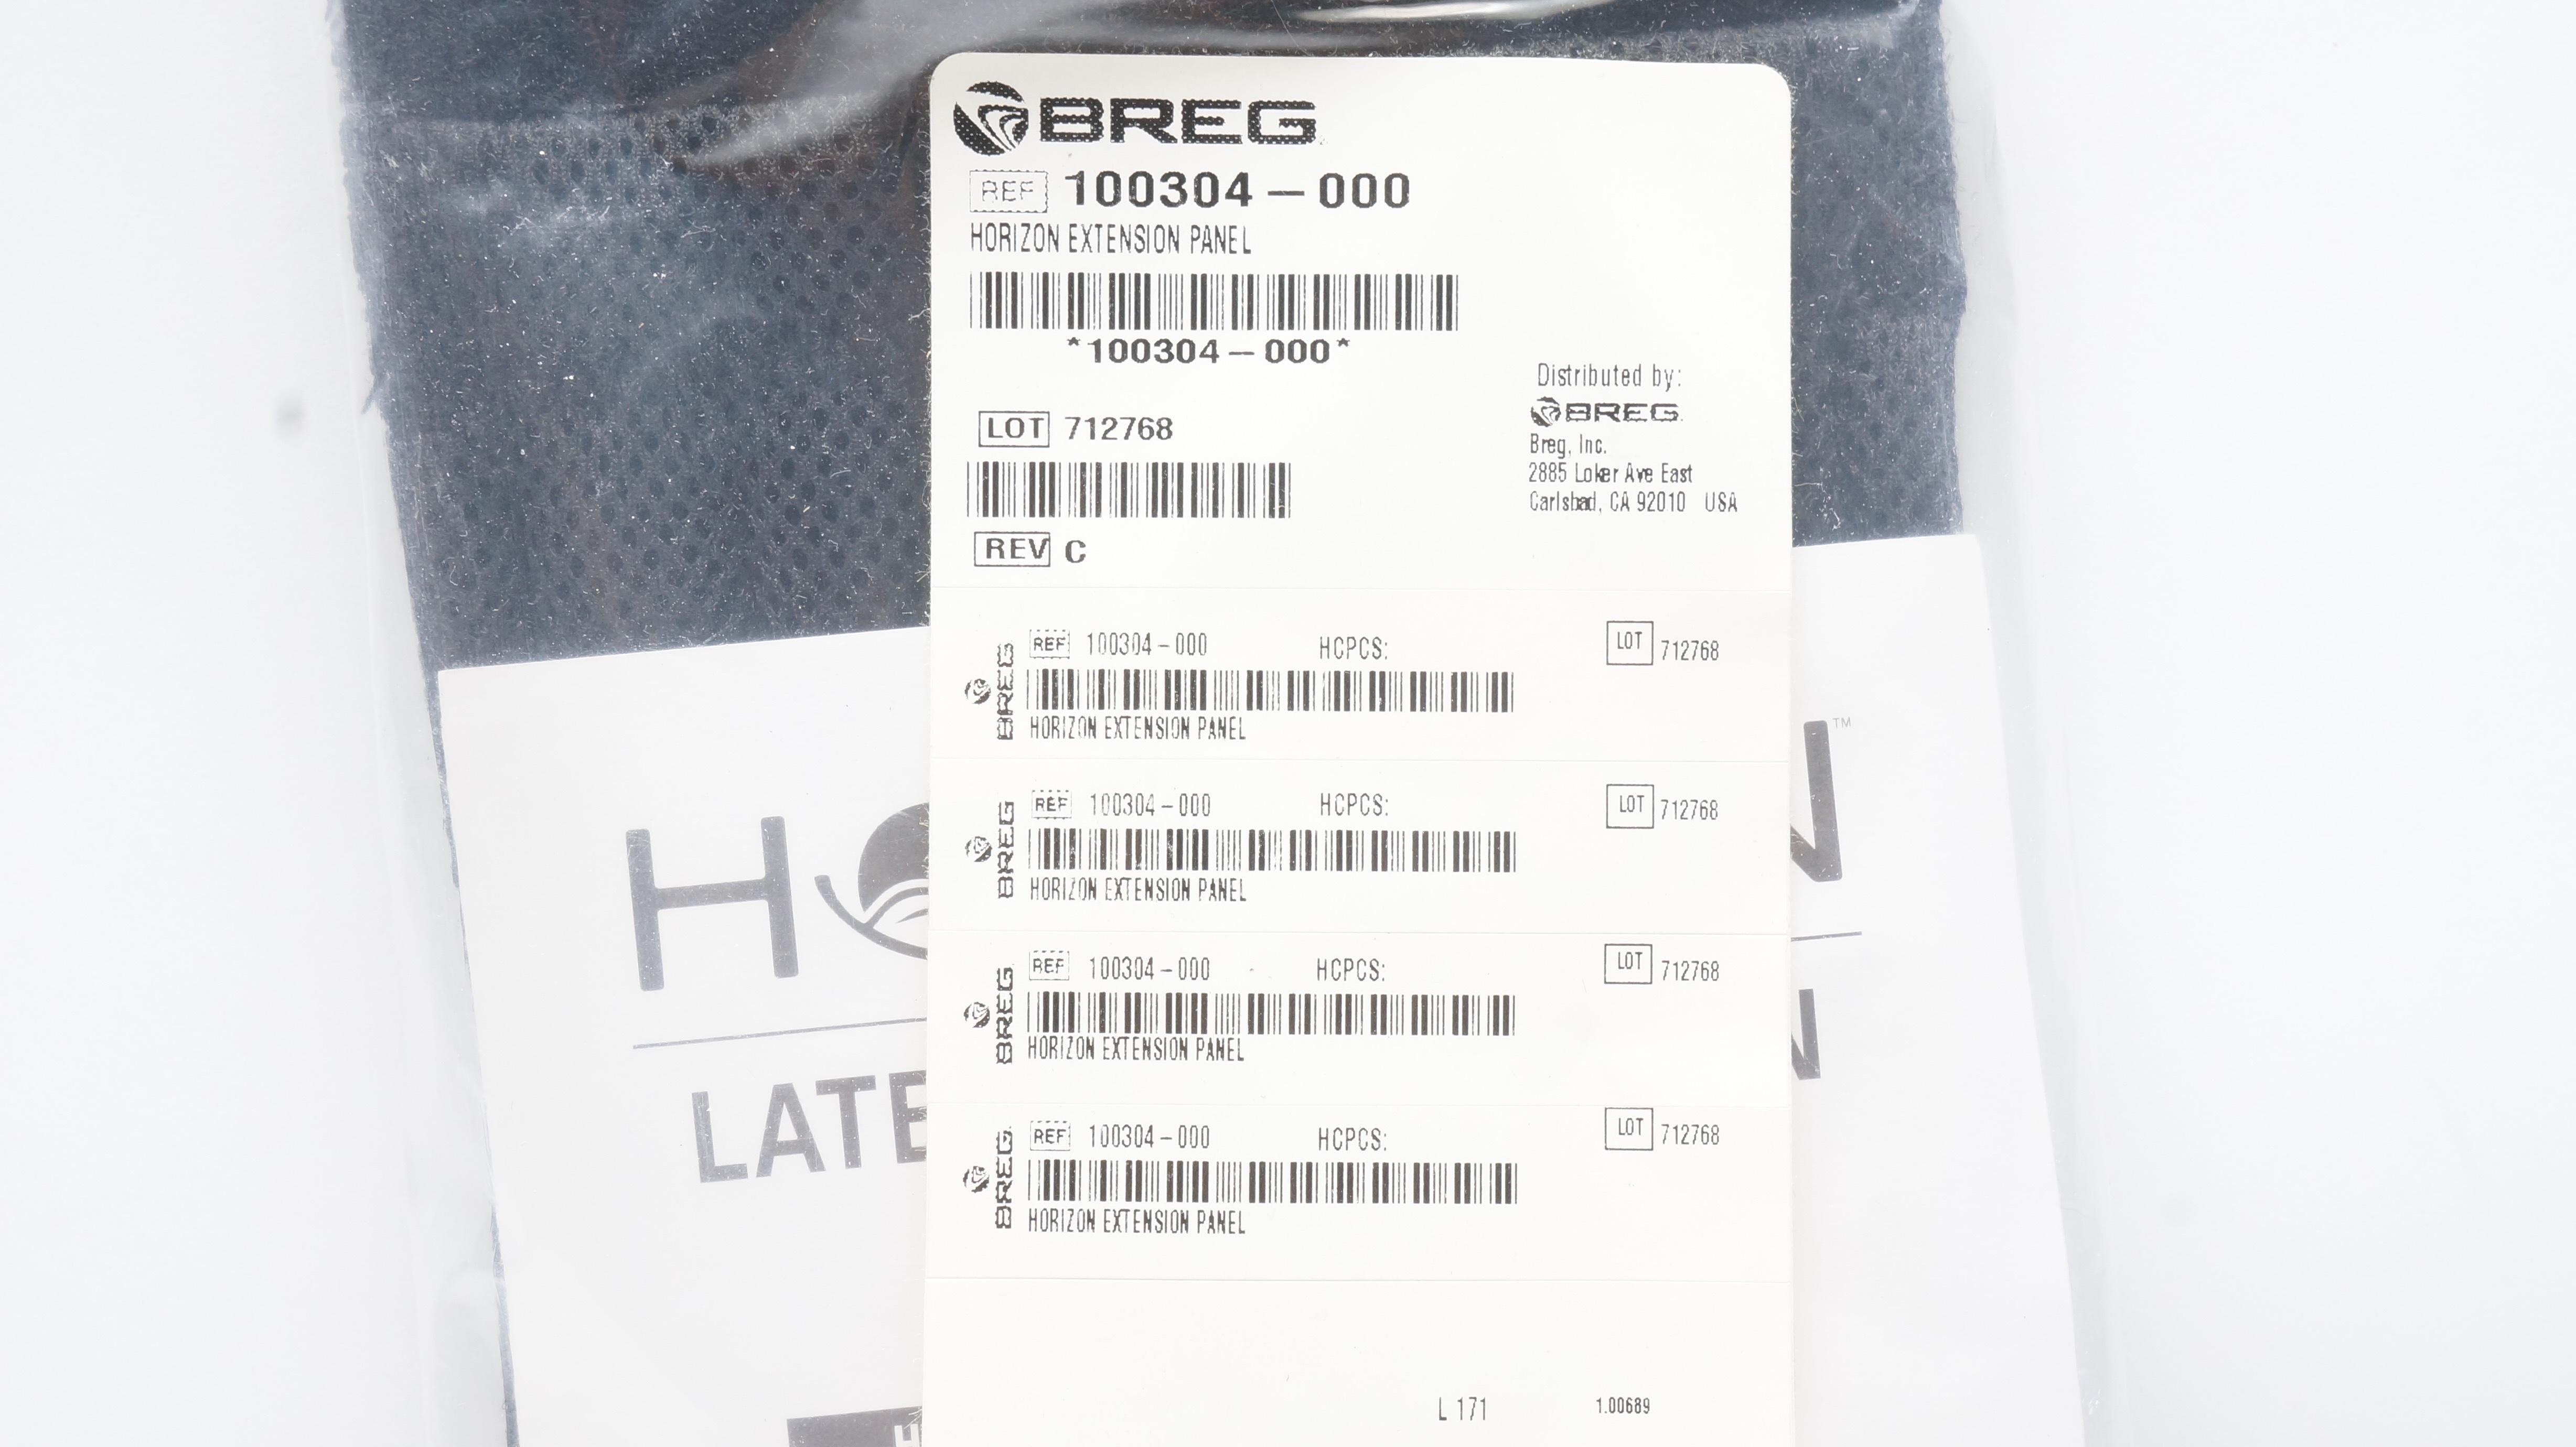 BREG
REF 100304-000
HORIZON EXTENSION PANEL
*100304-000*
Distributed by:
BREG
Breg, Inc.
2885 Loker Ave East
Carlsbad, CA 92010 USA
LOT 712768
REV C
BREG
REF 100304-000 HCPCS: LOT 712768
HORIZON EXTENSION PANEL
BREG
REF 100304-000 HCPCS: LOT 712768
HORIZON EXTENSION PANEL
BREG
REF 100304-000 HCPCS: LOT 712768
HORIZON EXTENSION PANEL
BREG
REF 100304-000 HCPCS: LOT 712768
HORIZON EXTENSION PANEL
L 171 1.00689
HO N™
LATE N